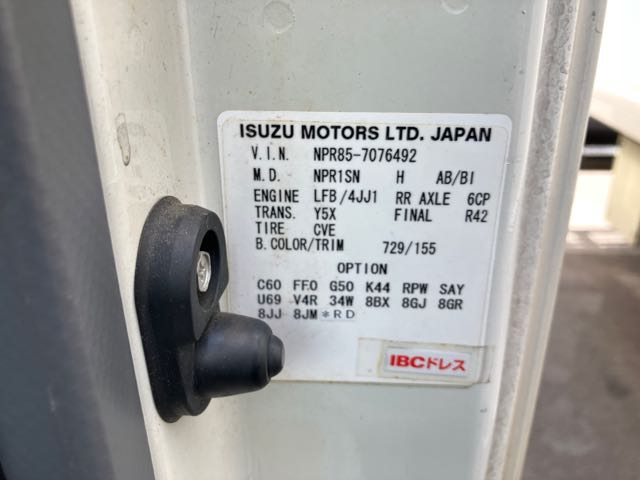 ISUZU MOTORS LTD. JAPAN
V.I.N. NPR85-7076492
M.D. NPR1SN H AB/BI
ENGINE LFB/4JJ1 RR AXLE 6CP
TRANS. Y5X FINAL R42
TIRE CVE
B.COLOR/TRIM 729/155
OPTION
C60 FF0 G50 K44 RPW SAY
U69 V4R 34W 8BX 8GJ 8GR
8JJ 8JM*RD
IBCドレス